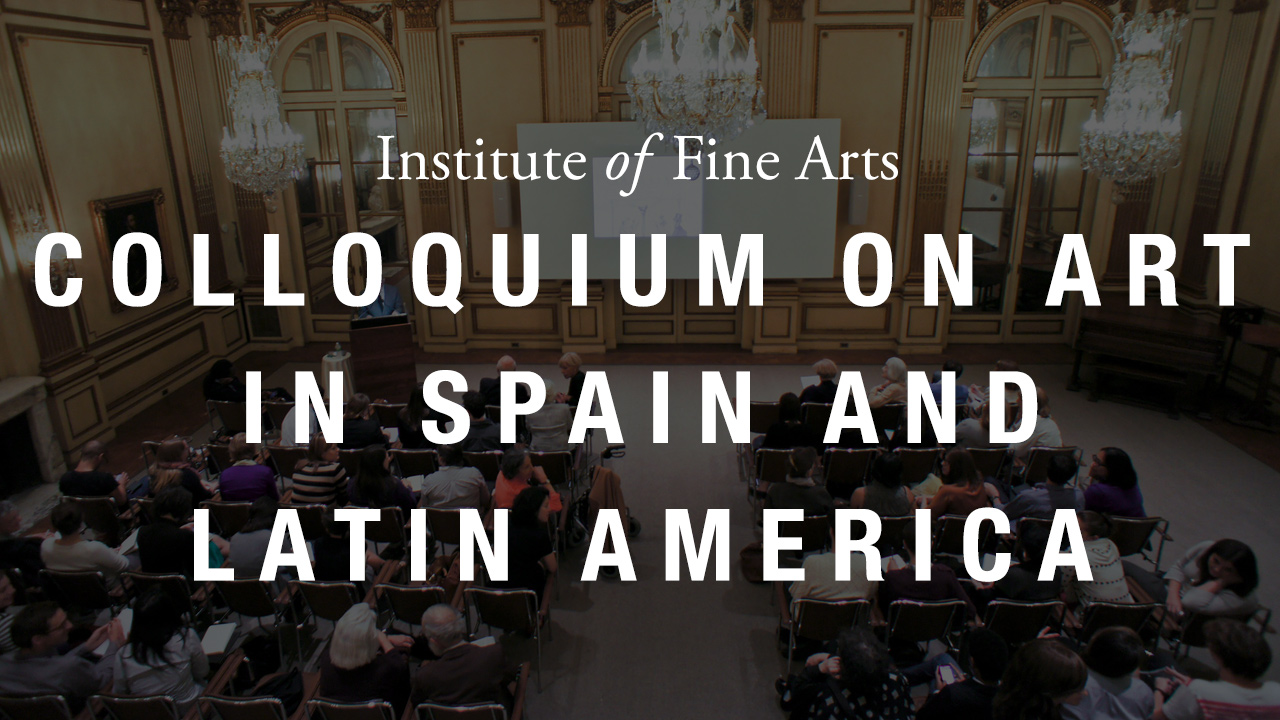 Institute of Fine Arts
COLLOQUIUM ON ART
IN SPAIN AND
LATIN AMERICA